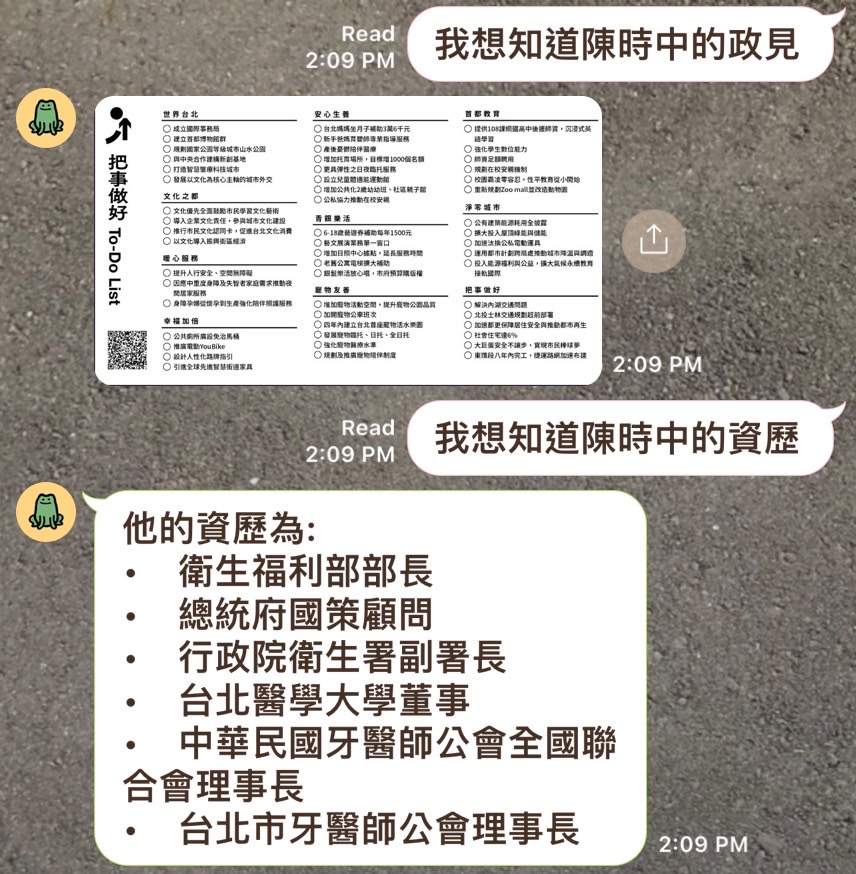 Read
2:09 PM
我想知道陳時中的政見
把事做好 To-Do List
世界台北
成立國際事務局
建立首都博物館群
規劃國家公園等級城市山水公園
與中央合作建構新創基地
打造智慧醫療科技城市
發展以文化為核心主軸的城市外交
文化之都
文化優先全面鼓勵市民學習文化藝術
導入企業文化責任，參與城市文化建設
推行市民文化認同卡，促進台北文化消費
以文化導入振興街區經濟
暖心服務
提升人行安全、空間無障礙
因應中重度身障及失智者家庭需求推動夜
間居家服務
身障孕婦從懷孕到生產強化陪伴照護服務
幸福加倍
公共廁所廣設免治馬桶
推廣電動YouBike
設計人性化路牌指引
引進全球先進智慧街道家具
安心生養
台北媽媽坐月子補助3萬6千元
新手爸媽育嬰師專業指導服務
產後憂鬱陪伴醫療
增加托育場所，目標增1000個名額
更具彈性之日夜臨托服務
設立兒童體適能運動館
增加公共化2歲幼幼班、社區親子館
公私協力推動在校安親
青銀樂活
6-18歲藝遊券補助每年1500元
藝文展演業務單一窗口
增加日照中心據點，延長服務時間
老舊公寓電梯擴大補助
銀髮樂活放心唱，市府預算購版權
寵物友善
增加寵物活動空間，提升寵物公園品質
加開寵物公車班次
四年內建立台北首座寵物活水樂園
發展寵物臨托、日托、全日托
強化寵物醫療水準
規劃及推廣寵物陪伴制度
首都教育
提供108課綱國高中後援師資，沉浸式英
語學習
強化學生數位能力
師資足額聘用
規劃在校安親機制
校園霸凌零容忍，性平教育從小開始
重新規劃Zoo mall並改造動物園
淨零城市
公有建築能源耗用全披露
擴大投入屋頂綠能與儲能
加速汰換公私電動運具
運用都市計劃跨局處推動城市降溫與調適
投入能源福利與公益，擴大氣候永續教育
接軌國際
把事做好
解決內湖交通問題
北投士林交通規劃超前部署
加速都更保障居住安全與推動都市再生
社會住宅達6%
大巨蛋安全不讓步，實現市民棒球夢
東環段八年內完工，捷運路網加速布建
2:09 PM
Read
2:09 PM
我想知道陳時中的資歷
他的資歷為:
• 衛生福利部部長
• 總統府國策顧問
• 行政院衛生署副署長
• 台北醫學大學董事
• 中華民國牙醫師公會全國聯
合會理事長
• 台北市牙醫師公會理事長
2:09 PM